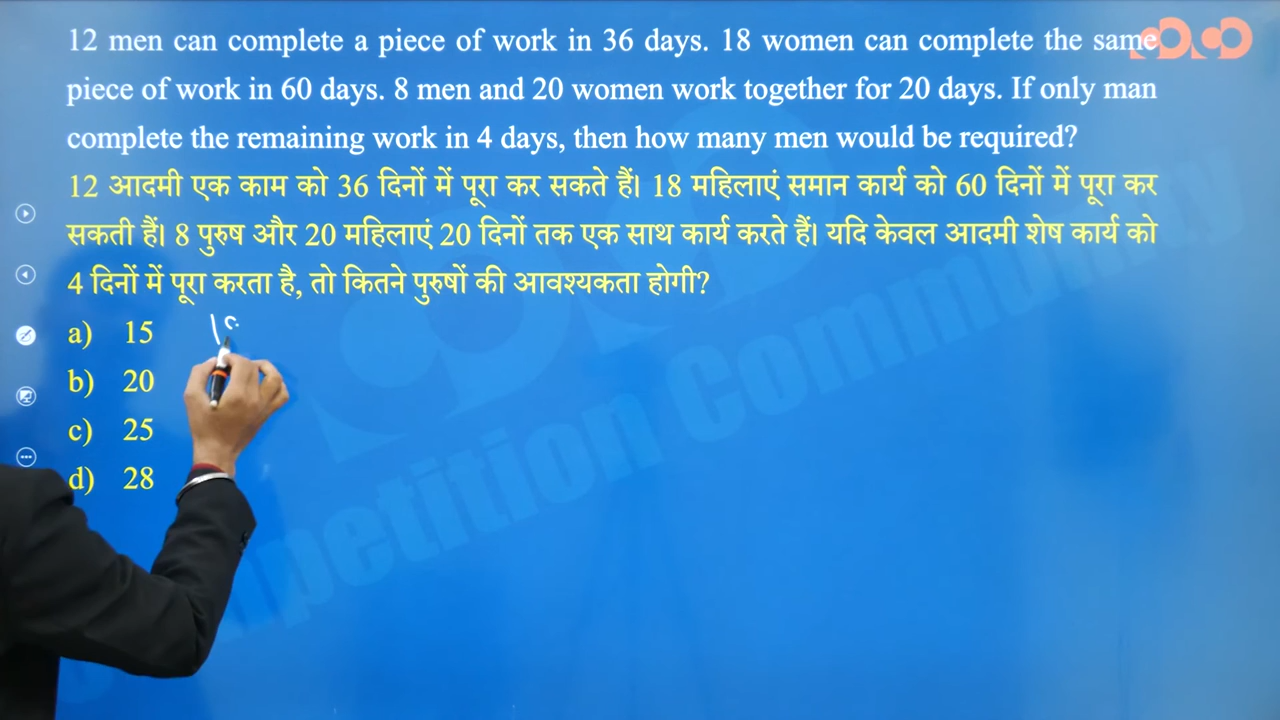 12 men can complete a piece of work in 36 days. 18 women can complete the same
piece of work in 60 days. 8 men and 20 women work together for 20 days. If only man
complete the remaining work in 4 days, then how many men would be required?
12 आदमी एक काम को 36 दिनों में पूरा कर सकते हैं। 18 महिलाएं समान कार्य को 60 दिनों में पूरा कर
सकती हैं। 8 पुरुष और 20 महिलाएं 20 दिनों तक एक साथ कार्य करते हैं। यदि केवल आदमी शेष कार्य को
4 दिनों में पूरा करता है, तो कितने पुरुषों की आवश्यकता होगी?
a) 15
b) 20
c) 25
d) 28
Community